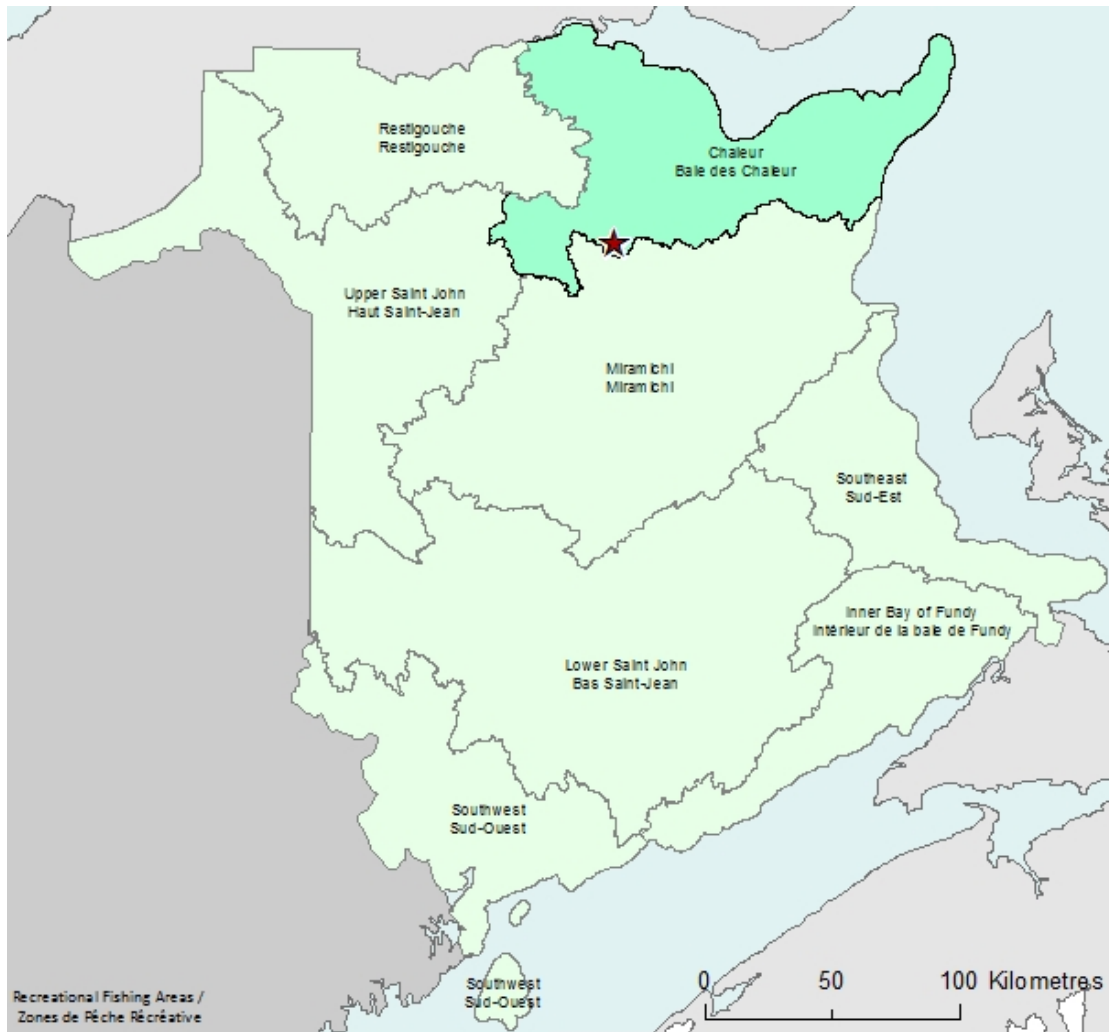 Restigouche
Restigouche
Chaleur
Baie des Chaleur
Upper Saint John
Haut Saint-Jean
Miramichi
Miramichi
Southeast
Sud-Est
Inner Bay of Fundy
Intérieur de la baie de Fundy
Lower Saint John
Bas Saint-Jean
Southwest
Sud-Ouest
Southwest
Sud-Ouest
0 50 100 Kilometres
Recreational Fishing Areas /
Zones de Pêche Récréative